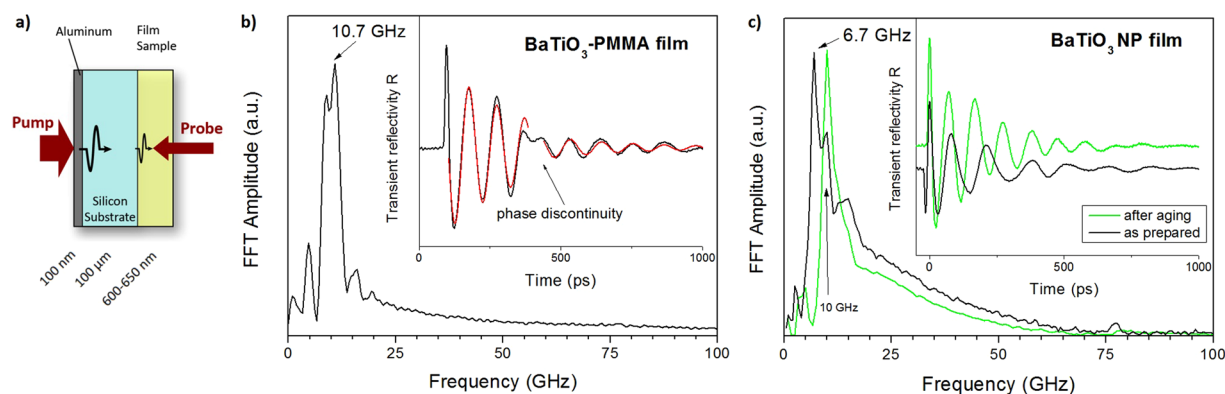 a)
Aluminum
Film
Sample
Pump
Probe
Silicon
Substrate
100 nm
100 μm
600-650 nm
b)
10.7 GHz
BaTiO3-PMMA film
Transient reflectivity R
phase discontinuity
0 500 1000
Time (ps)
FFT Amplitude (a.u.)
0 25 50 75 100
Frequency (GHz)
c)
6.7 GHz
BaTiO3 NP film
Transient reflectivity R
after aging
as prepared
0 500 1000
Time (ps)
10 GHz
FFT Amplitude (a.u.)
0 25 50 75 100
Frequency (GHz)